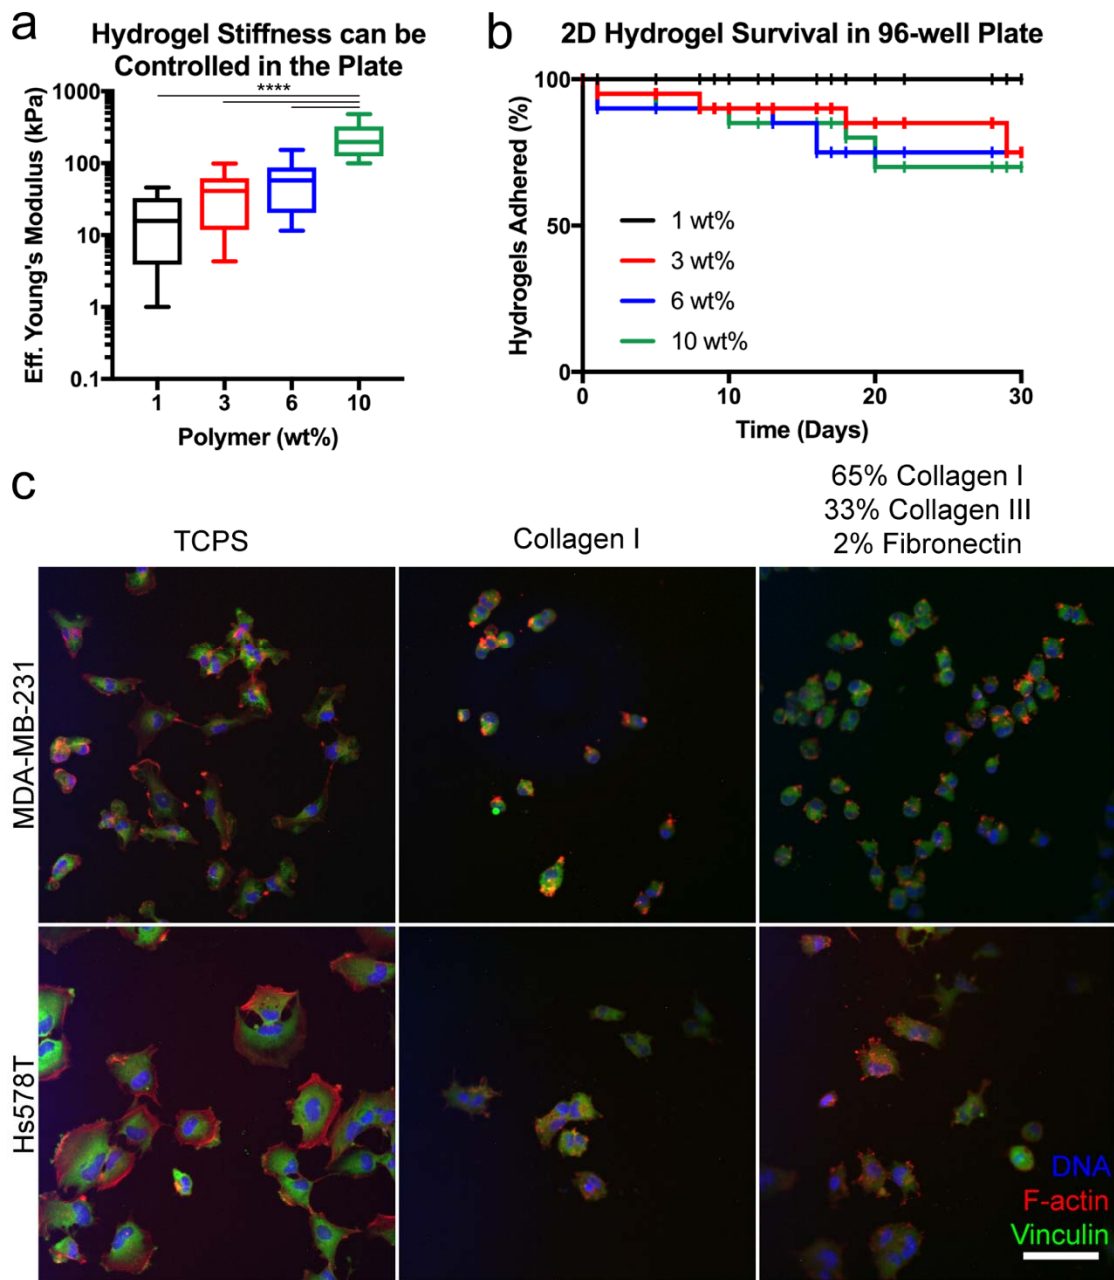 a
Hydrogel Stiffness can be
Controlled in the Plate
****
1000
100
10
1
0.1
Eff. Young's Modulus (kPa)
1 3 6 10
Polymer (wt%)
b
2D Hydrogel Survival in 96-well Plate
100
50
0
Hydrogels Adhered (%)
1 wt%
3 wt%
6 wt%
10 wt%
0 10 20 30
Time (Days)
c
TCPS
Collagen I
65% Collagen I
33% Collagen III
2% Fibronectin
MDA-MB-231
Hs578T
DNA
F-actin
Vinculin